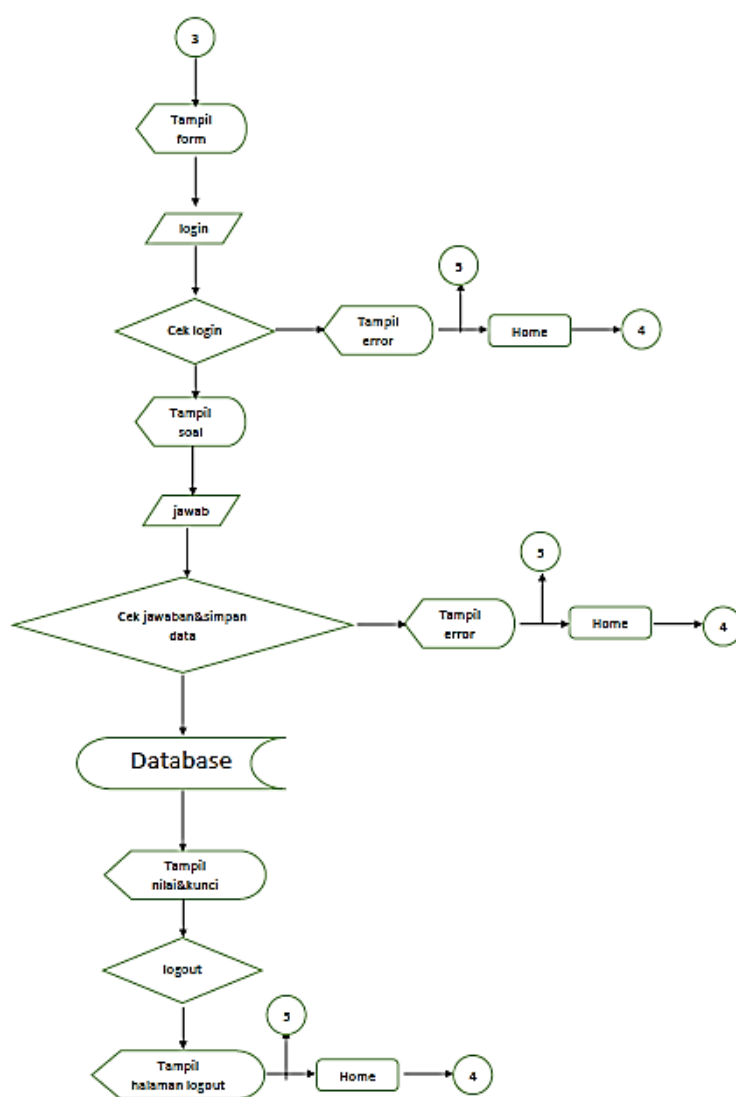 3
Tampil
form
login
5
Cek login
Tampil
error
Home
4
Tampil
soal
jawab
5
Cek jawaban&simpan
data
Tampil
error
Home
4
Database
Tampil
nilai&kunci
logout
5
Tampil
halaman logout
Home
4